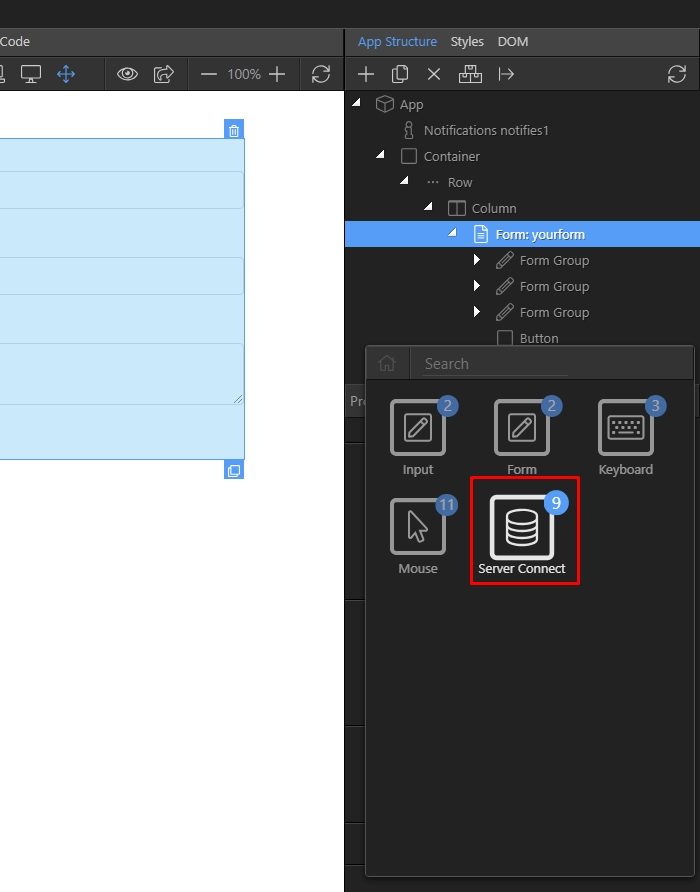 Code
App Structure Styles DOM
100%
App
Notifications notifies1
Container
Row
Column
Form: yourform
Form Group
Form Group
Form Group
Button
Search
2 2 3
Input Form Keyboard
11 9
Mouse Server Connect